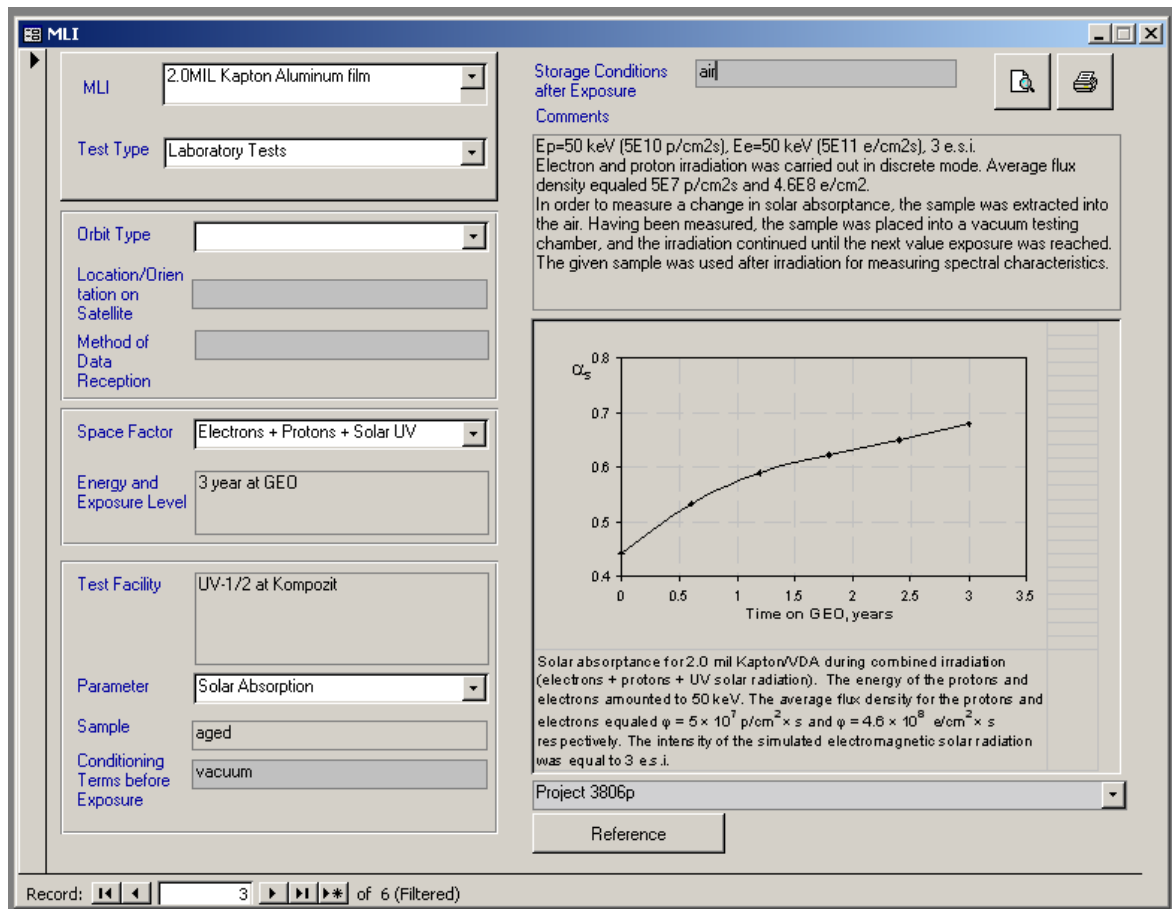 MLI
MLI
2.0MIL Kapton Aluminum film
Test Type
Laboratory Tests
Orbit Type
Location/Orien
tation on
Satellite
Method of
Data
Reception
Space Factor
Electrons + Protons + Solar UV
Energy and
Exposure Level
3 year at GEO
Test Facility
UV-1/2 at Kompozit
Parameter
Solar Absorption
Sample
aged
Conditioning
Terms before
Exposure
vacuum
Storage Conditions
after Exposure
air
Comments
Ep=50 keV (5E10 p/cm2s), Ee=50 keV (5E11 e/cm2s), 3 e.s.i.
Electron and proton irradiation was carried out in discrete mode. Average flux
density equaled 5E7 p/cm2s and 4.6E8 e/cm2.
In order to measure a change in solar absorptance, the sample was extracted into
the air. Having been measured, the sample was placed into a vacuum testing
chamber, and the irradiation continued until the next value exposure was reached.
The given sample was used after irradiation for measuring spectral characteristics.
αs
0.8
0.7
0.6
0.5
0.4
0 0.5 1 1.5 2 2.5 3 3.5
Time on GEO, years
Solar absorptance for 2.0 mil Kapton/VDA during combined irradiation
(electrons + protons + UV solar radiation). The energy of the protons and
electrons amounted to 50 keV. The average flux density for the protons and
electrons equaled φ = 5 × 10⁷ p/cm²× s and φ = 4.6 × 10⁸ e/cm²× s
respectively. The intensity of the simulated electromagnetic solar radiation
was equal to 3 e.s.i.
Project 3806p
Reference
Record: 3 of 6 (Filtered)